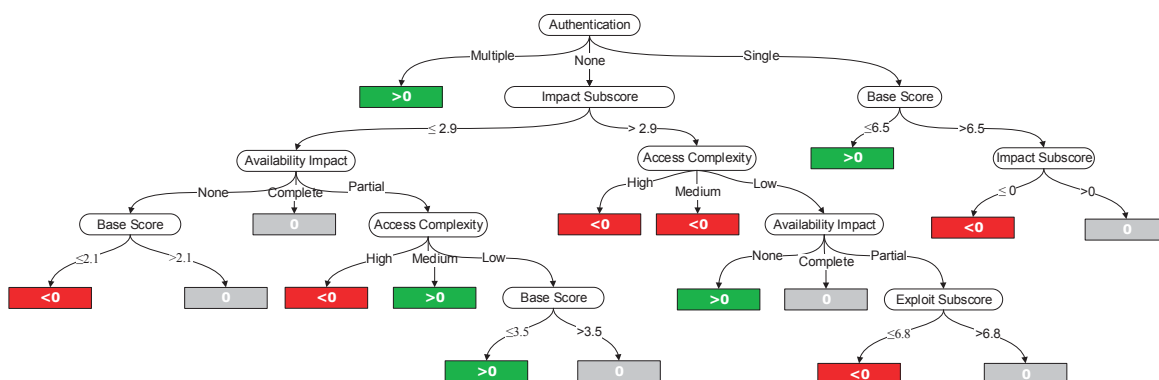 Authentication
Multiple
None
Single
>0
Impact Subscore
Base Score
≤ 2.9
> 2.9
≤6.5
>6.5
Availability Impact
Access Complexity
>0
Impact Subscore
None
Complete
Partial
High
Medium
Low
≤ 0
>0
Base Score
0
Access Complexity
<0
<0
Availability Impact
<0
0
≤2.1
>2.1
High
Medium
Low
None
Complete
Partial
<0
0
<0
>0
Base Score
>0
0
Exploit Subscore
≤3.5
>3.5
≤6.8
>6.8
>0
0
<0
0